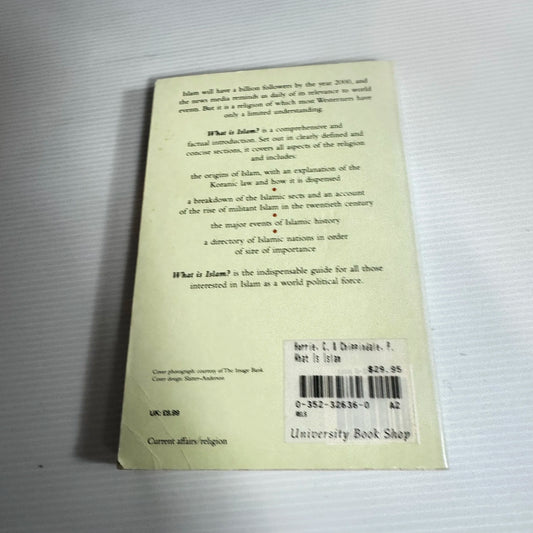 Islam will have a billion followers by the year 2000, and
the news media reminds us daily of its relevance to world
events. But it is a religion of which most Westerners have
only a limited understanding.
What is Islam? is a comprehensive and
factual introduction. Set out in clearly defined and
concise sections, it covers all aspects of the religion
and includes:
the origins of Islam, with an explanation of the
Koranic law and how it is dispensed
a breakdown of the Islamic sects and an account
of the rise of militant Islam in the twentieth century
the major events of Islamic history
a directory of Islamic nations in order
of size of importance
What is Islam? is the indispensable guide for all those
interested in Islam as a world political force.
Harrie, C. & Chippindale, P.
What Is Islam
$29.95
0-352-32636-0 A2
University Book Shop
Cover photograph: courtesy of The Image Bank
Cover design: Slatter-Anderson
UK: £5.99
Current affairs/religion